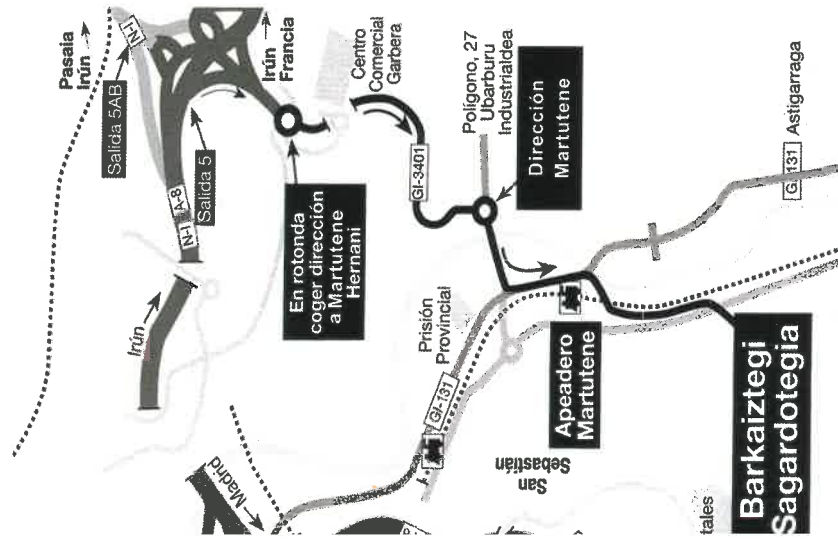 Pasaia
Irún
N-I
Salida 5AB
Irún
Francia
Salida 5
A-8
N-I
Irún
Centro
Comercial
Garbera
En rotonda
coger dirección
a Martutene
Hernani
GI-3401
Polígono, 27
Ubarburu
Industrialdea
Dirección
Martutene
GI-131
Astigarraga
Prisión
Provincial
GI-131
Apeadero
Martutene
San
Sebastián
Madrid
Barkaiztegi
Sagardotegia
tales